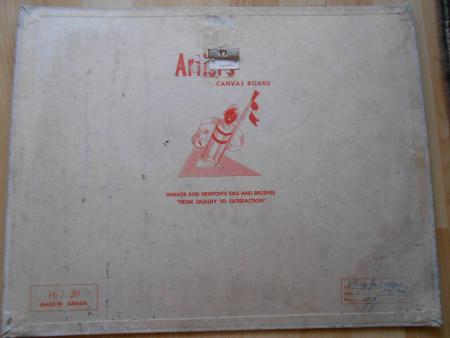 Artists
CANVAS BOARD
WINSOR AND NEWTON'S OILS AND BRUSHES
"FROM QUALITY TO SATISFACTION"
16 X 20
MADE IN CANADA